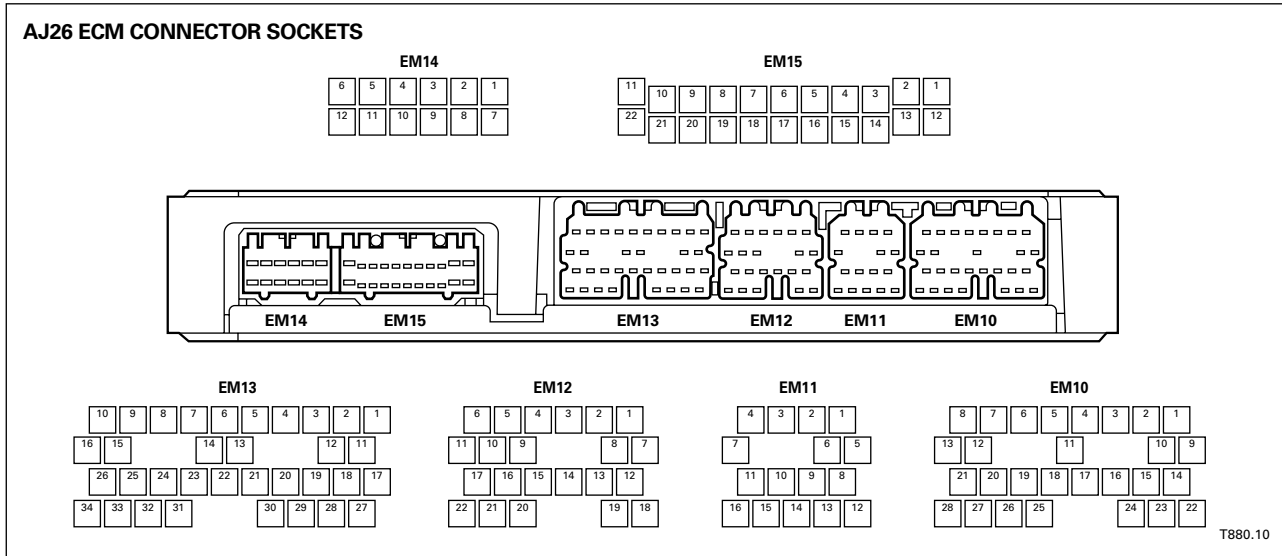 AJ26 ECM CONNECTOR SOCKETS
EM14 EM15
6 5 4 3 2 1 11 10 9 8 7 6 5 4 3 2 1
12 11 10 9 8 7 22 21 20 19 18 17 16 15 14 13 12
EM14 EM15 EM13 EM12 EM11 EM10
EM13 EM12 EM11 EM10
10 9 8 7 6 5 4 3 2 1 6 5 4 3 2 1 4 3 2 1 8 7 6 5 4 3 2 1
16 15 14 13 12 11 11 10 9 8 7 7 6 5 13 12 11 10 9
26 25 24 23 22 21 20 19 18 17 17 16 15 14 13 12 11 10 9 8 21 20 19 18 17 16 15 14
34 33 32 31 30 29 28 27 22 21 20 19 18 16 15 14 13 12 28 27 26 25 24 23 22
T880.10